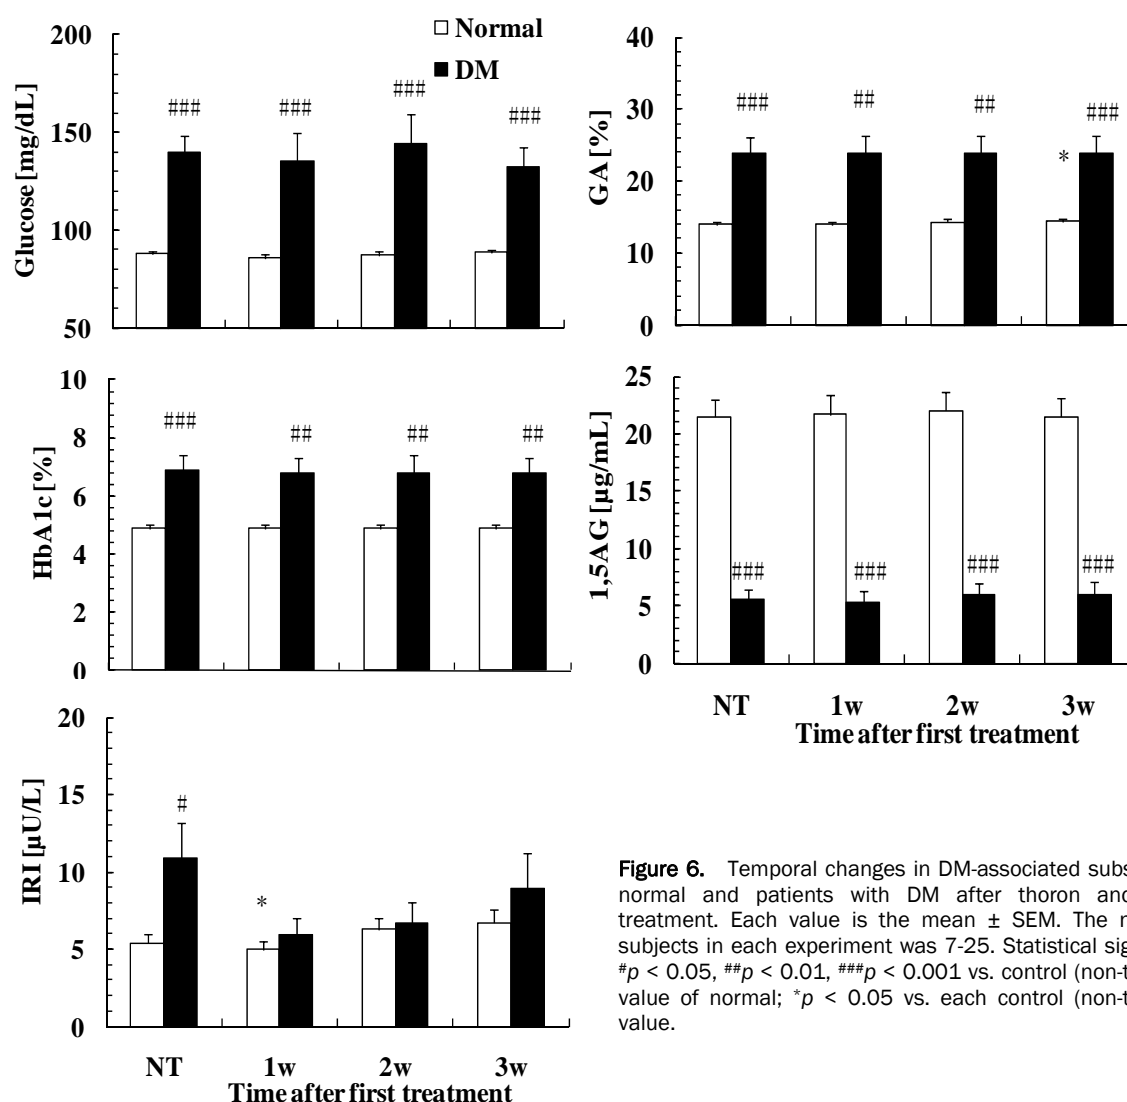 Normal
DM
200
150
100
50
Glucose [mg/dL]
### ### ### ###
40
30
20
10
0
GA [%]
### ## ## ###
*
10
8
6
4
2
0
HbA1c [%]
### ## ## ##
25
20
15
10
5
0
1,5AG [µg/mL]
### ### ### ###
NT 1w 2w 3w
Time after first treatment
20
15
10
5
0
IRI [µU/L]
#
*
NT 1w 2w 3w
Time after first treatment
Figure 6. Temporal changes in DM-associated subs
normal and patients with DM after thoron and
treatment. Each value is the mean ± SEM. The n
subjects in each experiment was 7-25. Statistical sig
#p < 0.05, ##p < 0.01, ###p < 0.001 vs. control (non-t
value of normal; *p < 0.05 vs. each control (non-t
value.